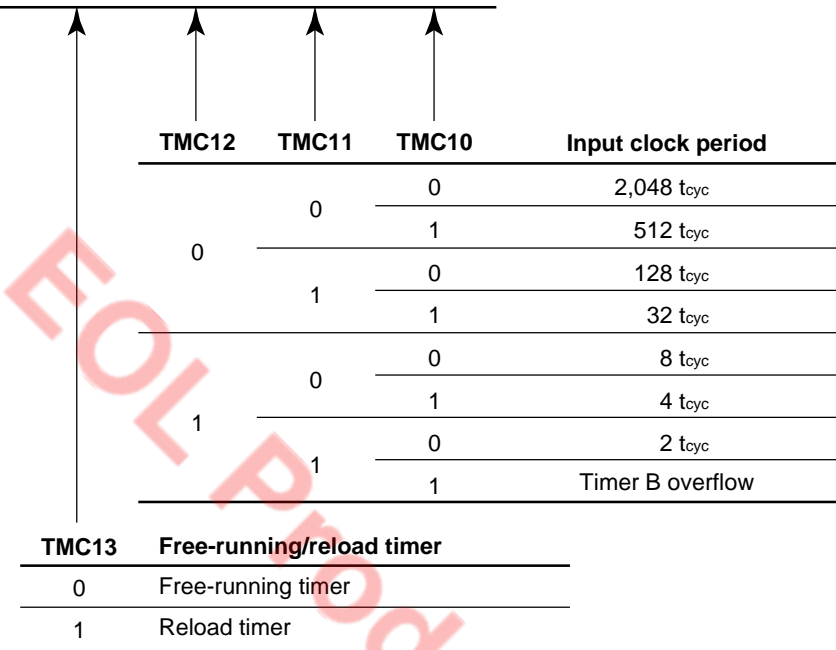 TMC12 TMC11 TMC10 Input clock period
0 0 0 2,048 tcyc
1 512 tcyc
1 0 128 tcyc
1 32 tcyc
1 0 0 8 tcyc
1 4 tcyc
1 0 2 tcyc
1 Timer B overflow
TMC13 Free-running/reload timer
0 Free-running timer
1 Reload timer
EOL Prod